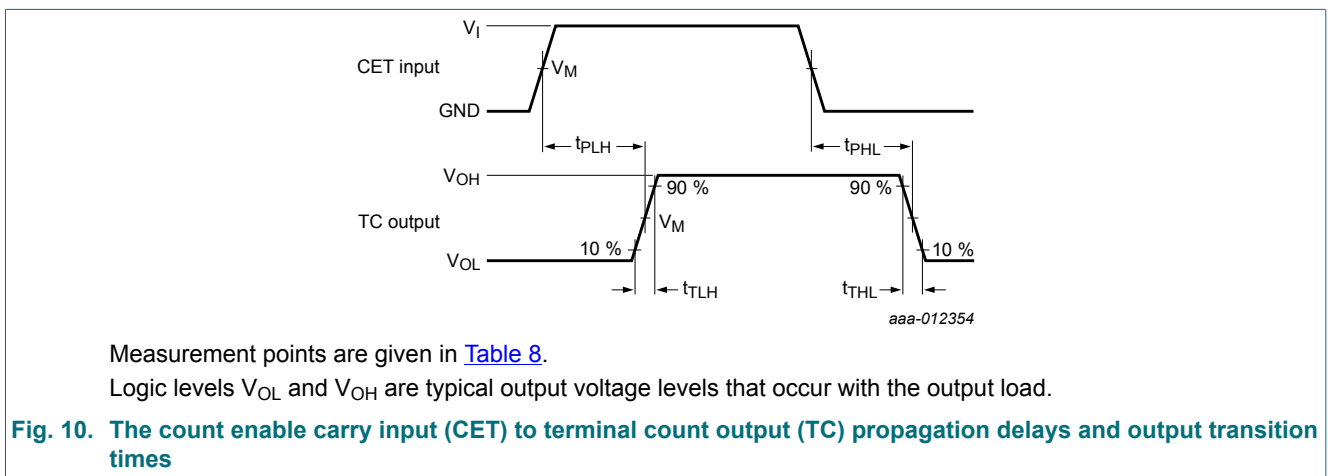 V_I
CET input
V_M
GND
t_PLH
t_PHL
V_OH
90 %
90 %
TC output
V_M
10 %
10 %
V_OL
t_TLH
t_THL
aaa-012354
Measurement points are given in Table 8.
Logic levels V_OL and V_OH are typical output voltage levels that occur with the output load.
Fig. 10. The count enable carry input (CET) to terminal count output (TC) propagation delays and output transition
times